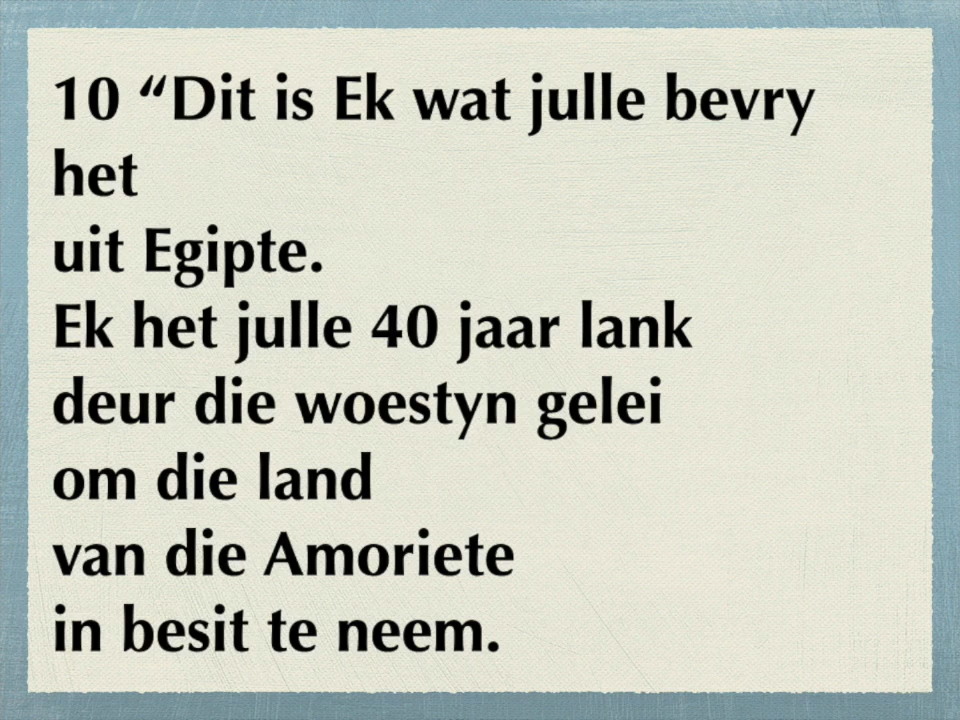 10 “Dit is Ek wat julle bevry
het
uit Egipte.
Ek het julle 40 jaar lank
deur die woestyn gelei
om die land
van die Amoriete
in besit te neem.